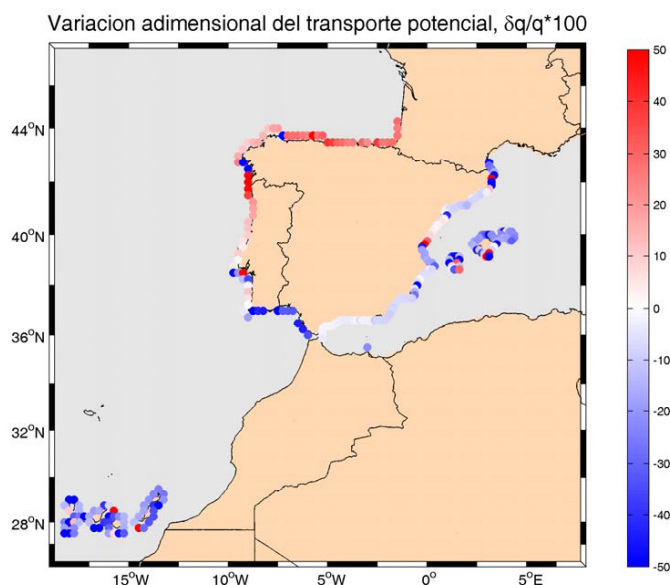 Variacion adimensional del transporte potencial, δq/q*100
50
40
30
20
10
0
-10
-20
-30
-40
-50
44°N
40°N
36°N
32°N
28°N
15°W 10°W 5°W 0° 5°E